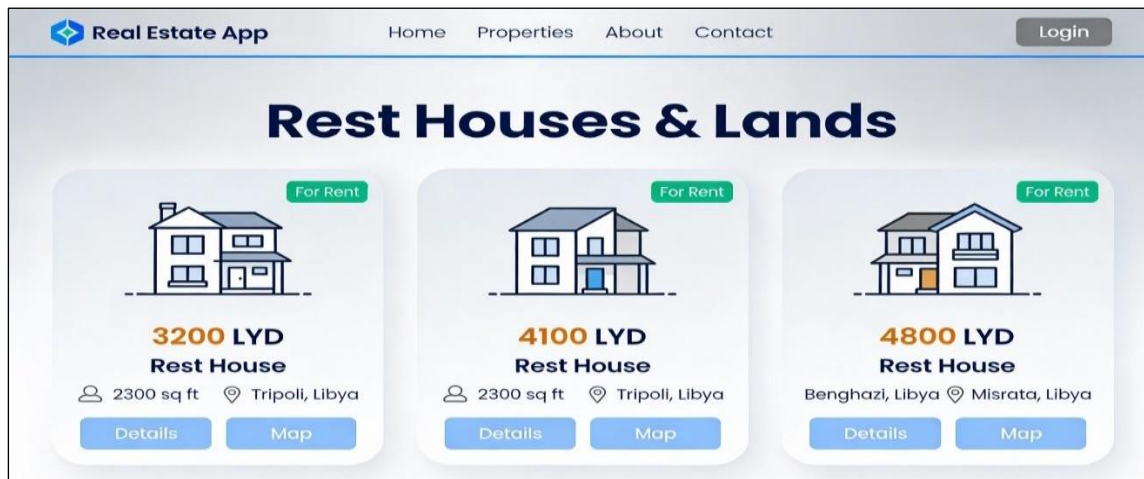 Real Estate App Home Properties About Contact Login
Rest Houses & Lands
For Rent
3200 LYD
Rest House
2300 sq ft Tripoli, Libya
Details Map
For Rent
4100 LYD
Rest House
2300 sq ft Tripoli, Libya
Details Map
For Rent
4800 LYD
Rest House
Benghazi, Libya Misrata, Libya
Details Map